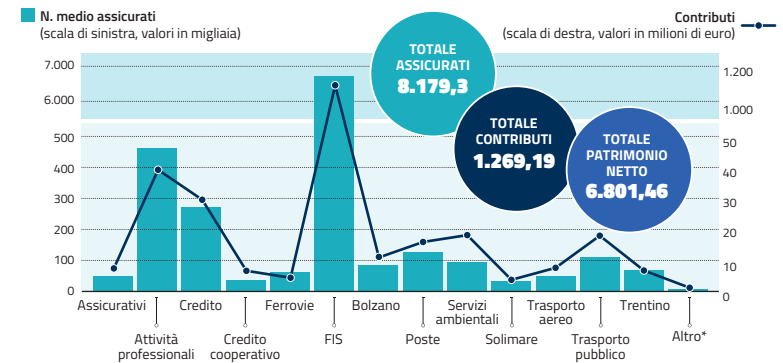 N. medio assicurati
(scala di sinistra, valori in migliaia)
Contributi
(scala di destra, valori in milioni di euro)
TOTALE
ASSICURATI
8.179,3
TOTALE
CONTRIBUTI
1.269,19
TOTALE
PATRIMONIO
NETTO
6.801,46
7.000
6.000
500
400
300
200
100
0
1.200
1.000
50
40
30
20
10
0
Assicurativi
Attività
professionali
Credito
Credito
cooperativo
Ferrovie
FIS
Bolzano
Poste
Servizi
ambientali
Solimare
Trasporto
aereo
Trasporto
pubblico
Trentino
Altro*